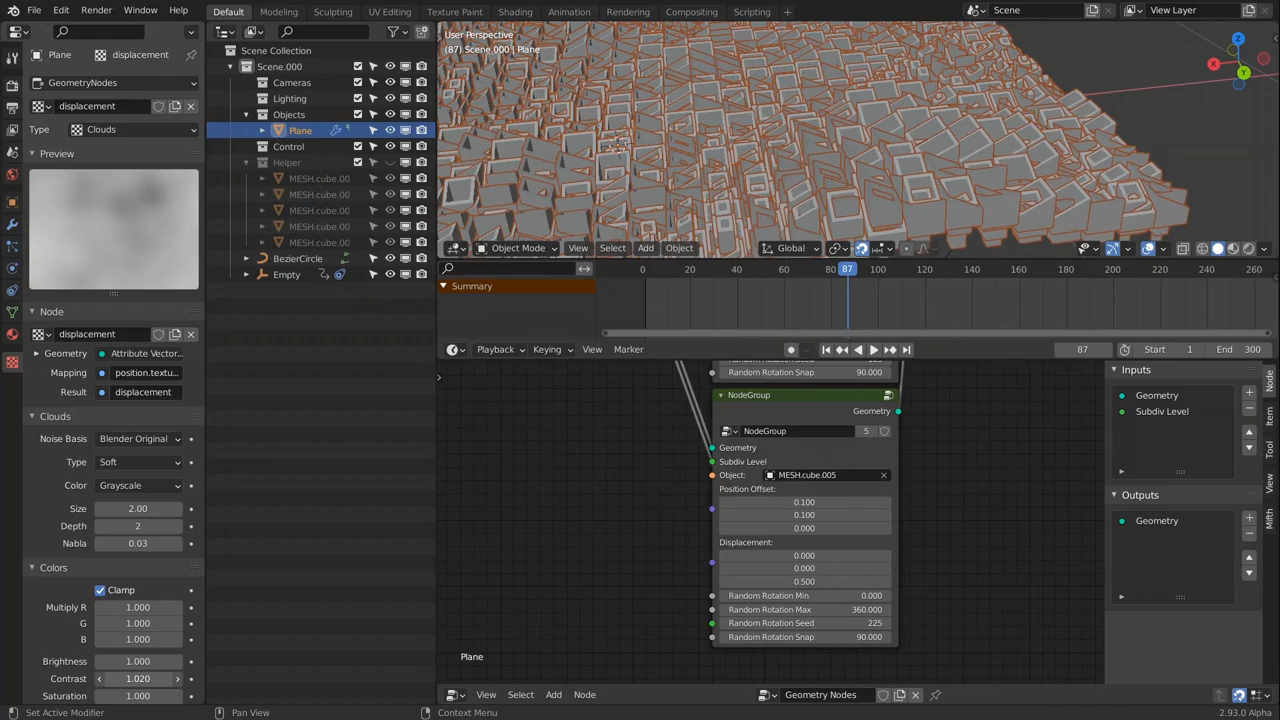 File Edit Render Window Help
Default Modeling Sculpting UV Editing Texture Paint Shading Animation Rendering Compositing Scripting
Scene View Layer
Plane displacement
GeometryNodes
displacement
Type Clouds
Preview
Node
displacement
Geometry Attribute Vector...
Mapping position.textu...
Result displacement
Clouds
Noise Basis Blender Original
Type Soft
Color Grayscale
Size 2.00
Depth 2
Nabla 0.03
Colors
Clamp
Multiply R 1.000
G 1.000
B 1.000
Brightness 1.000
Contrast 1.020
Saturation 1.000
Scene Collection
Scene.000
Cameras
Lighting
Objects
Plane
Control
Helper
MESH.cube.00
MESH.cube.00
MESH.cube.00
MESH.cube.00
MESH.cube.00
BezierCircle
Empty
User Perspective
(87) Scene.000 | Plane
Z
X
Y
Object Mode View Select Add Object Global
0 20 40 60 80 87 100 120 140 160 180 200 220 240 260
Summary
Playback Keying View Marker 87 Start 1 End 300
Random Rotation Snap 90.000
NodeGroup
Geometry
NodeGroup 5
Geometry
Subdiv Level
Object: MESH.cube.005
Position Offset:
0.100
0.100
0.000
Displacement:
0.000
0.000
0.500
Random Rotation Min 0.000
Random Rotation Max 360.000
Random Rotation Seed 225
Random Rotation Snap 90.000
Plane
Inputs
Geometry
Subdiv Level
Outputs
Geometry
Node
Item
Tool
View
Mifth
View Select Add Node Geometry Nodes
Set Active Modifier Pan View Context Menu 2.93.0 Alpha